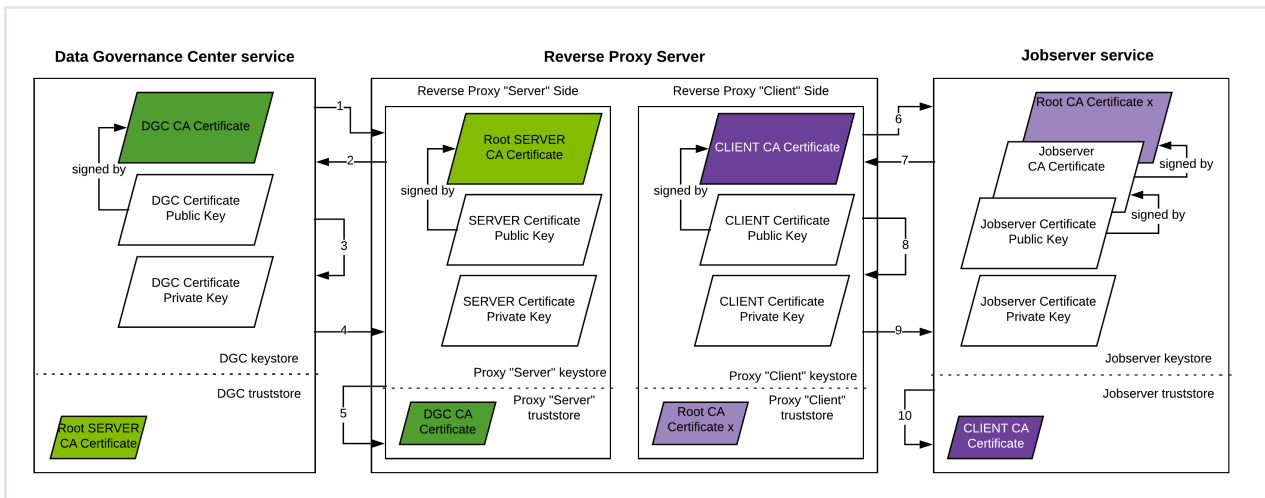 Data Governance Center service
Reverse Proxy Server
Jobserver service
Reverse Proxy "Server" Side
Reverse Proxy "Client" Side
DGC CA Certificate
signed by
DGC Certificate
Public Key
DGC Certificate
Private Key
DGC keystore
DGC truststore
Root SERVER
CA Certificate
1
2
3
4
5
Root SERVER
CA Certificate
signed by
SERVER Certificate
Public Key
SERVER Certificate
Private Key
Proxy "Server" keystore
Proxy "Server"
truststore
DGC CA
Certificate
CLIENT CA Certificate
signed by
CLIENT Certificate
Public Key
CLIENT Certificate
Private Key
Proxy "Client" keystore
Proxy "Client"
truststore
Root CA
Certificate x
6
7
8
9
10
Root CA Certificate x
Jobserver
CA Certificate
signed by
Jobserver Certificate
Public Key
signed by
Jobserver Certificate
Private Key
Jobserver keystore
Jobserver truststore
CLIENT CA
Certificate